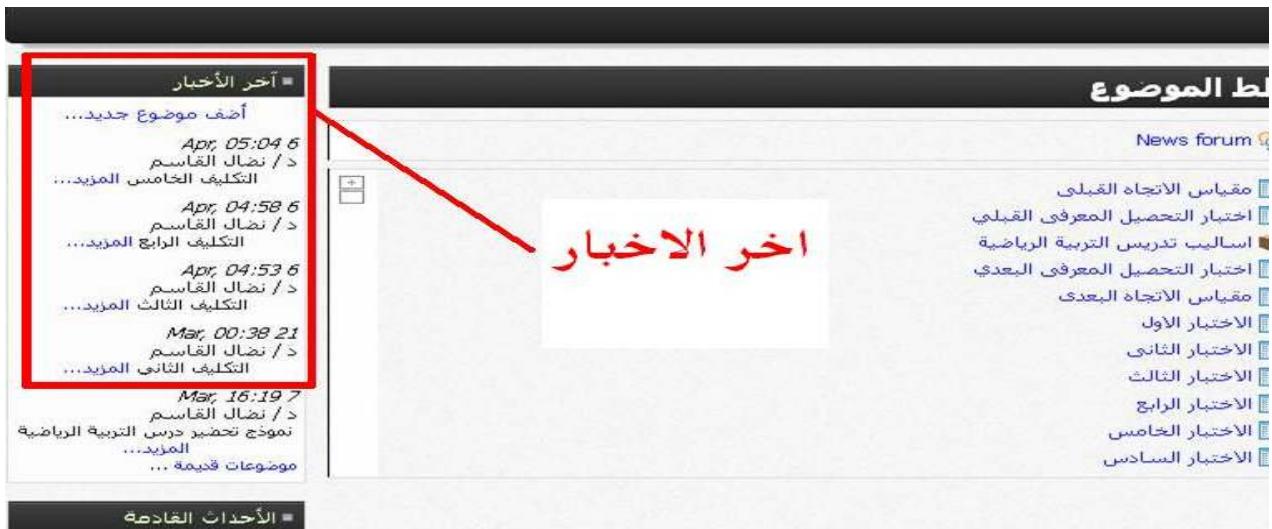 لط الموضوع
News forum
مقياس الاتجاه القبلى
اختبار التحصيل المعرفى القبلي
اساليب تدريس التربية الرياضية
اختبار التحصيل المعرفى البعدي
مقياس الاتجاه البعدى
الاختبار الاول
الاختبار الثانى
الاختبار الثالث
الاختبار الرابع
الاختبار الخامس
الاختبار السادس
اخر الاخبار
آخر الأخبار
أضف موضوع جديد...
6 Apr, 05:04
د / نضال القاسم
التكليف الخامس المزيد...
6 Apr, 04:58
د / نضال القاسم
التكليف الرابع المزيد...
6 Apr, 04:53
د / نضال القاسم
التكليف الثالث المزيد...
21 Mar, 00:38
د / نضال القاسم
التكليف الثانى المزيد...
7 Mar, 16:19
د / نضال القاسم
نموذج تحضير درس التربية الرياضية
المزيد...
موضوعات قديمة ...
الأحداث القادمة